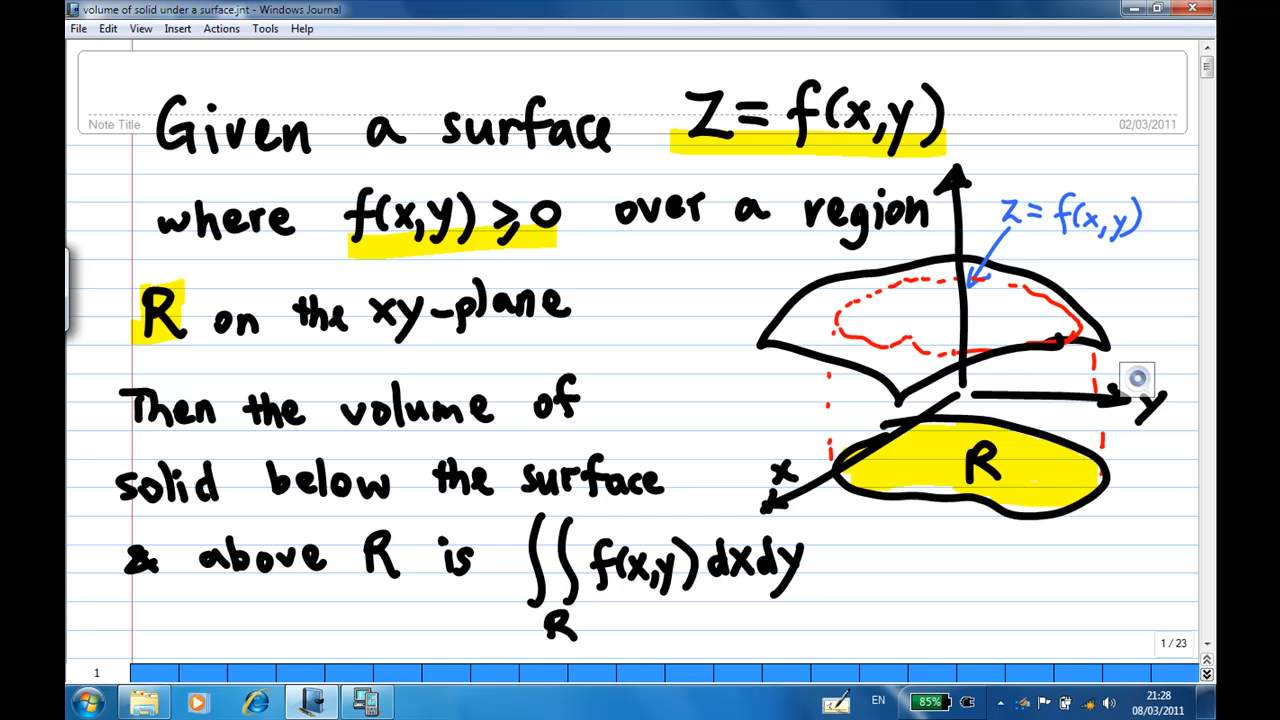 volume of solid under a surface.jnt - Windows Journal
File Edit View Insert Actions Tools Help
Note Title
02/03/2011
Given a surface z = f(x,y)
where f(x,y) ⩾ 0 over a region
z = f(x,y)
R on the xy-plane
Then the volume of
y
solid below the surface
R
x
& above R is ∫∫ f(x,y) dxdy
R
1 / 23
1
EN
85%
21:28
08/03/2011